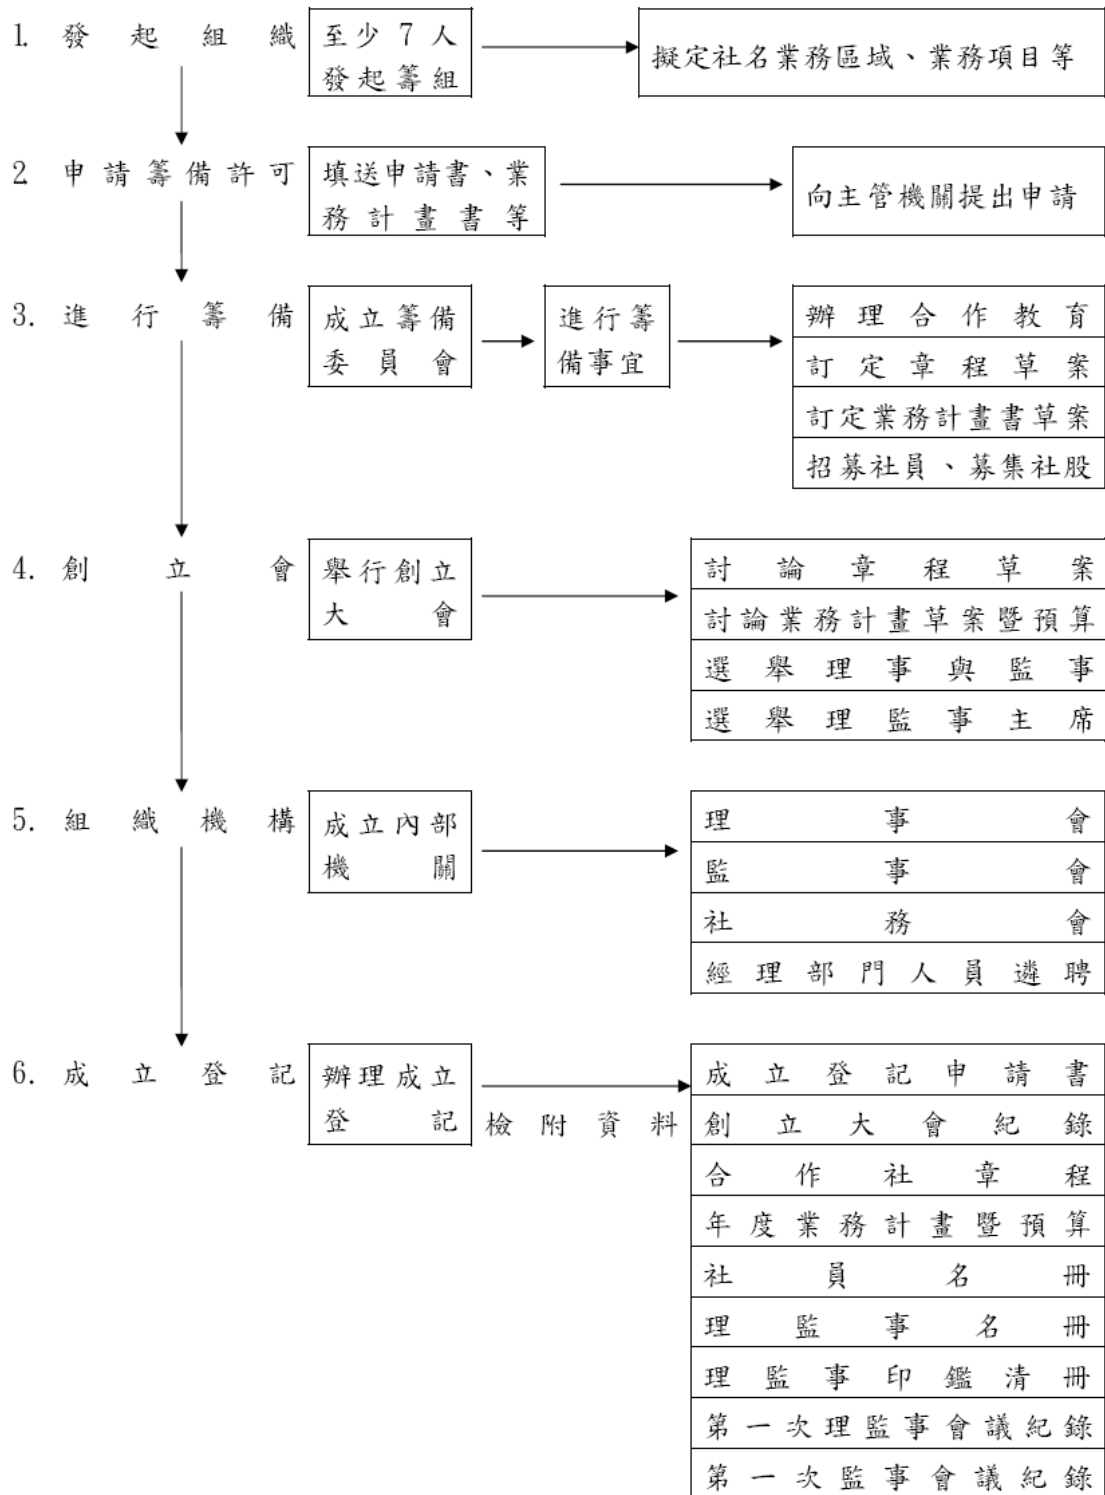 1. 發起組織
至少7人
發起籌組
擬定社名業務區域、業務項目等
2. 申請籌備許可
填送申請書、業
務計畫書等
向主管機關提出申請
3. 進行籌備
成立籌備
委員會
進行籌
備事宜
辦理合作教育
訂定章程草案
訂定業務計畫書草案
招募社員、募集社股
4. 創立會
舉行創立
大會
討論章程草案
討論業務計畫草案暨預算
選舉理事與監事
選舉理監事主席
5. 組織機構
成立內部
機關
理事會
監事會
社務會
經理部門人員遴聘
6. 成立登記
辦理成立
登記
檢附資料
成立登記申請書
創立大會紀錄
合作社章程
年度業務計畫暨預算
社員名冊
理監事名冊
理監事印鑑清冊
第一次理監事會議紀錄
第一次監事會議紀錄